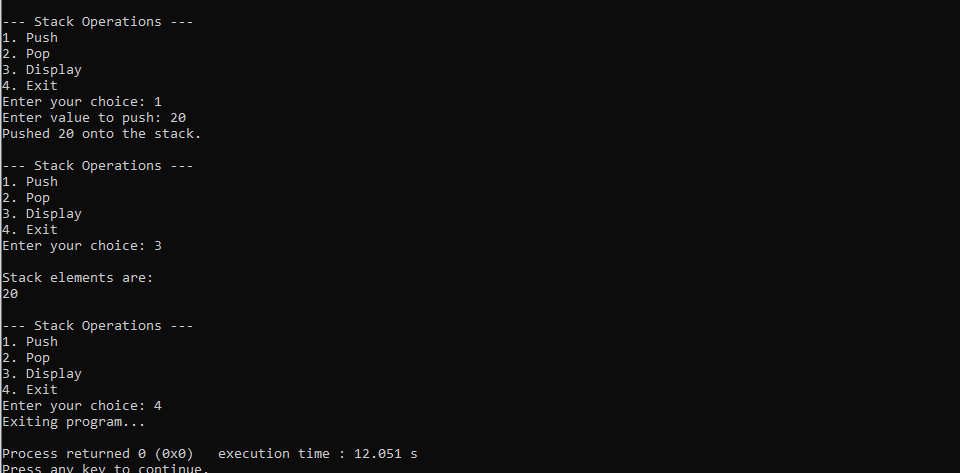 --- Stack Operations ---
1. Push
2. Pop
3. Display
4. Exit
Enter your choice: 1
Enter value to push: 20
Pushed 20 onto the stack.
--- Stack Operations ---
1. Push
2. Pop
3. Display
4. Exit
Enter your choice: 3
Stack elements are:
20
--- Stack Operations ---
1. Push
2. Pop
3. Display
4. Exit
Enter your choice: 4
Exiting program...
Process returned 0 (0x0)   execution time : 12.051 s
Press any key to continue.